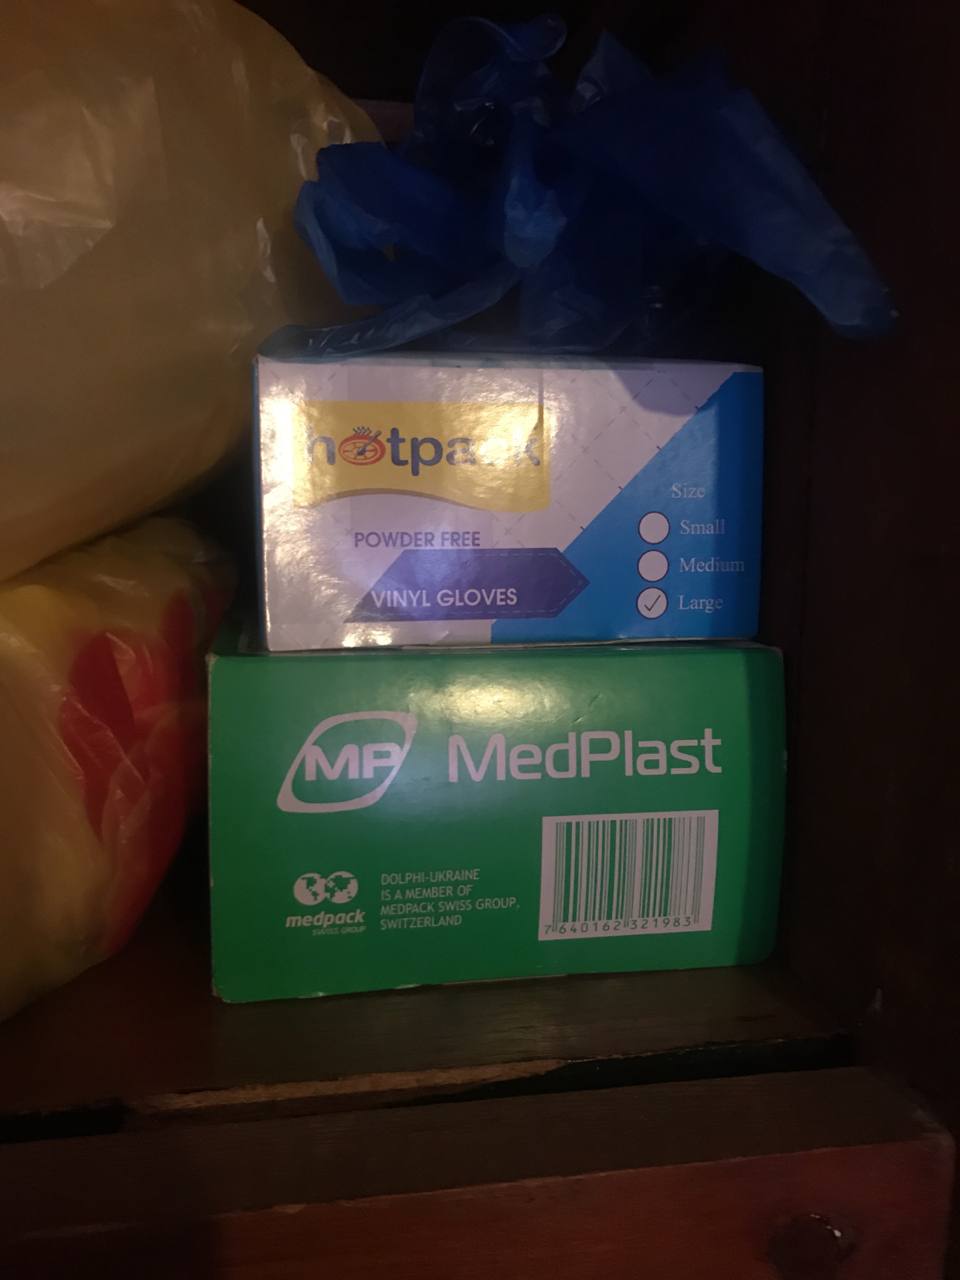 hotpack
POWDER FREE
VINYL GLOVES
Size
Small
Medium
Large
MP MedPlast
medpack
SWISS GROUP
DOLPHI-UKRAINE
IS A MEMBER OF
MEDPACK SWISS GROUP,
SWITZERLAND
7 640162 321983